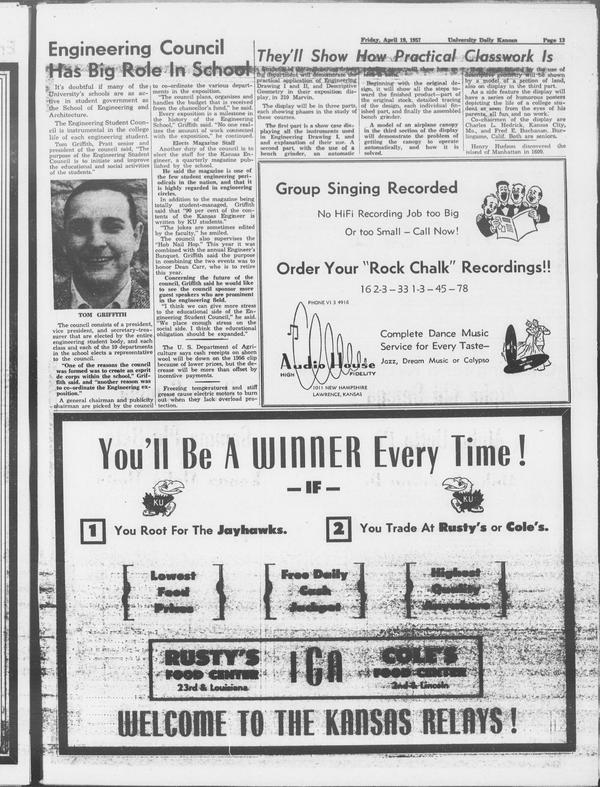 Friday, April 19, 1957 University Daily Kansan Page 13
Engineering Council
Has Big Role In School
It's doubtful if many of the
University's schools are as ac-
tive in student government as
the School of Engineering and
Architecture.
The Engineering Student Coun-
cil is instrumental in the college
life of each engineering student.
Tom Griffith, Pratt senior and
president of the council said, "The
purpose of the Engineering Student
Council is to initiate and improve
the educational and social activities
of the students."
TOM GRIFFITH
The council consists of a president,
vice president, and secretary-trea-
surer that are elected by the entire
engineering student body, and each
class and each of the 10 departments
in the school elects a representative
to the council.
"One of the reasons the council
was formed was to create an esprit
de corps within the school," Grif-
fith said, and "another reason was
to co-ordinate the Engineering ex-
position."
A general chairman and publicity
chairman are picked by the council
to co-ordinate the various depart-
ments in the exposition.
"The council plans, organizes and
handles the budget that is received
from the chancellor's fund," he said.
Every exposition is a milestone in
the history of the Engineering
School," Griffith said. "No one real-
izes the amount of work connected
with the exposition," he continued.
Elects Magazine Staff
Another duty of the council is to
elect the staff for the Kansas En-
gineer, a quarterly magazine pub-
lished by the school.
He said the magazine is one of
the few student engineering peri-
odicals in the nation, and that it
is highly regarded in engineering
circles.
In addition to the magazine being
totally student-managed, Griffith
said that "90 per cent of the con-
tents of the Kansas Engineer is
written by KU students."
"The jokes are sometimes edited
by the faculty," he smiled.
The council also supervises the
"Hob Nail Hop." This year it was
combined with the annual Engineer's
Banquet. Griffith said the purpose
in combining the two events was to
honor Dean Carr, who is to retire
this year.
Concerning the future of the
council, Griffith said he would like
to see the council sponsor more
guest speakers who are prominent
in the engineering field.
"I think we can give more stress
to the educational side of the En-
gineering Student Council," he said.
"We place enough stress on the
social side. I think the educational
obligation should be expanded."
The U. S. Department of Agri-
culture says cash receipts on shorn
wool will be down on the 1956 clip
because of lower prices, but the de-
crease will be more than offset by
incentive payments.
Freezing temperatures and stiff
grease cause electric motors to burn
out when they lack overload pro-
tection.
They'll Show How Practical Classwork Is
ing department will demonstrate the
practical application of Engineering
Drawing I and II, and Descriptive
Geometry in their exposition dis-
play, in 210 Marvin.
The display will be in three parts,
each showing phases in the study of
these courses.
The first part is a show case dis-
playing all the instruments used
in Engineering Drawing I, and
and explanation of their use. A
second part, with the use of a
bench grinder, an automatic
Beginning with the original de-
sign, it will show all the steps to-
ward the finished product—part of
the original stock, detailed tracing
of the design, each individual fin-
ished part, and finally the assembled
bench grinder.
A model of an airplane canopy
in the third section of the display
will demonstrate the problems of
getting the canopy to operate
automatically, and how it is
solved.
descriptive geometry will be shown
by a model, of a section of land,
also on display in the third part.
As a side feature the display will
have a series of humorous posters
depicting the life of a college stu-
dent as seen from the eyes of his
parents, all fun, and no work.
Co-chairmen of the display are
Charles L. Hedrick, Kansas City,
Mo., and Fred E. Buchanan, Bur-
lingame, Calif. Both are seniors.
Henry Hudson discovered the
island of Manhattan in 1609.
Group Singing Recorded
No HiFi Recording Job too Big
Or too Small – Call Now!
Order Your "Rock Chalk" Recordings!!
16 2-3 – 33 1-3 – 45 – 78
PHONE VI 3 4916
Audio House
HIGH FIDELITY
1011 NEW HAMPSHIRE
LAWRENCE, KANSAS
Complete Dance Music
Service for Every Taste–
Jazz, Dream Music or Calypso
You'll Be A WINNER Every Time!
– IF –
KU
KU
1 You Root For The Jayhawks.
2 You Trade At Rusty's or Cole's.
Lowest
Food
Prices
Free Daily
Cash
Jackpot
Highest
Quality
RUSTY'S
FOOD CENTER
23rd & Louisiana
IGA
COLE'S
FOOD CENTER
2nd & Lincoln
WELCOME TO THE KANSAS RELAYS!